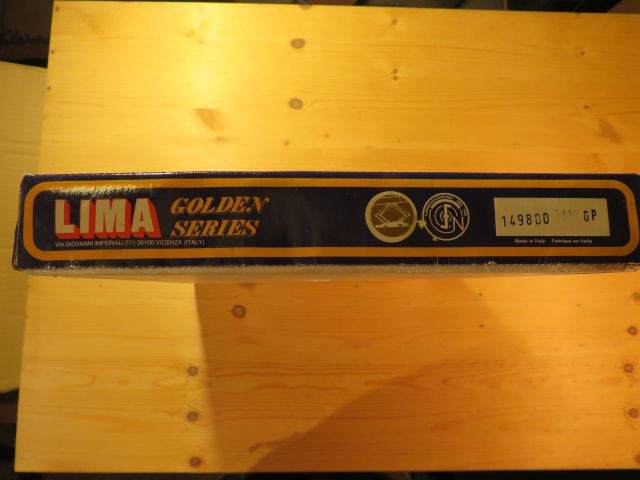 LIMA
GOLDEN
SERIES
VIA GIOVANNI IMPERIALI 77 - 36100 VICENZA (ITALY)
149800 GP
Made in Italy Fabriqué en Italie